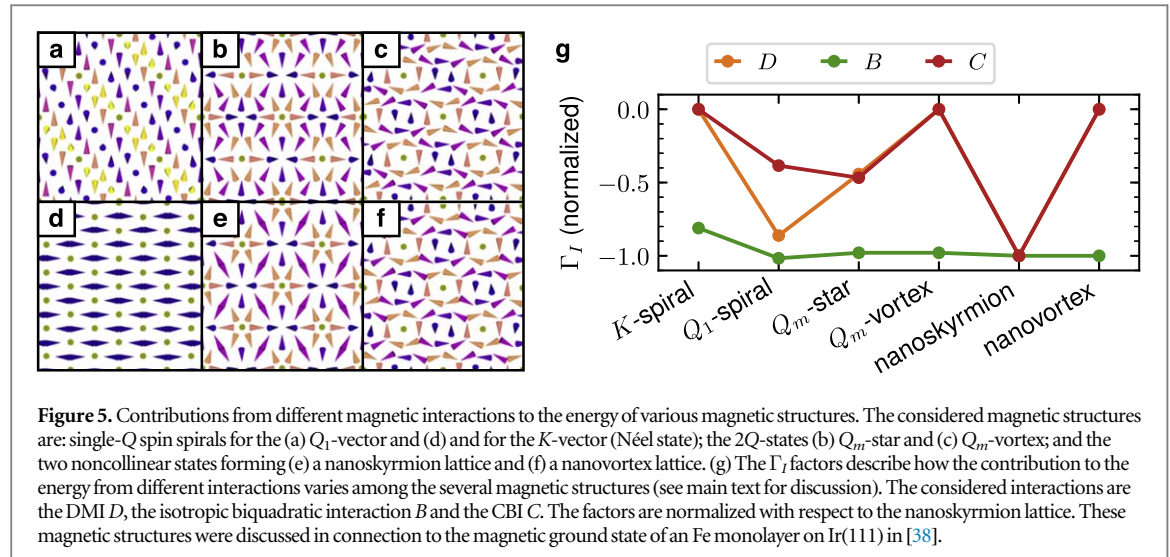 a
b
c
d
e
f
g
D
B
C
0.0
−0.5
−1.0
Γ_I (normalized)
K-spiral
Q₁-spiral
Qₘ-star
Qₘ-vortex
nanoskyrmion
nanovortex
Figure 5. Contributions from different magnetic interactions to the energy of various magnetic structures. The considered magnetic structures
are: single-Q spin spirals for the (a) Q₁-vector and (d) and for the K-vector (Néel state); the 2Q-states (b) Qₘ-star and (c) Qₘ-vortex; and the
two noncollinear states forming (e) a nanoskyrmion lattice and (f) a nanovortex lattice. (g) The Γ_I factors describe how the contribution to the
energy from different interactions varies among the several magnetic structures (see main text for discussion). The considered interactions are
the DMI D, the isotropic biquadratic interaction B and the CBI C. The factors are normalized with respect to the nanoskyrmion lattice. These
magnetic structures were discussed in connection to the magnetic ground state of an Fe monolayer on Ir(111) in [38].